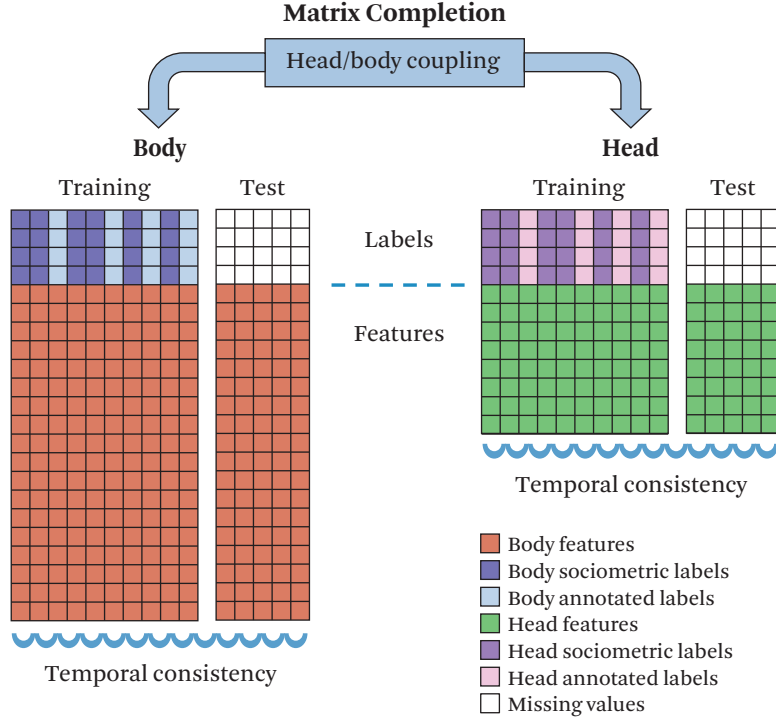 Matrix Completion
Head/body coupling
Body
Head
Training
Test
Training
Test
Labels
Features
Temporal consistency
Temporal consistency
Body features
Body sociometric labels
Body annotated labels
Head features
Head sociometric labels
Head annotated labels
Missing values